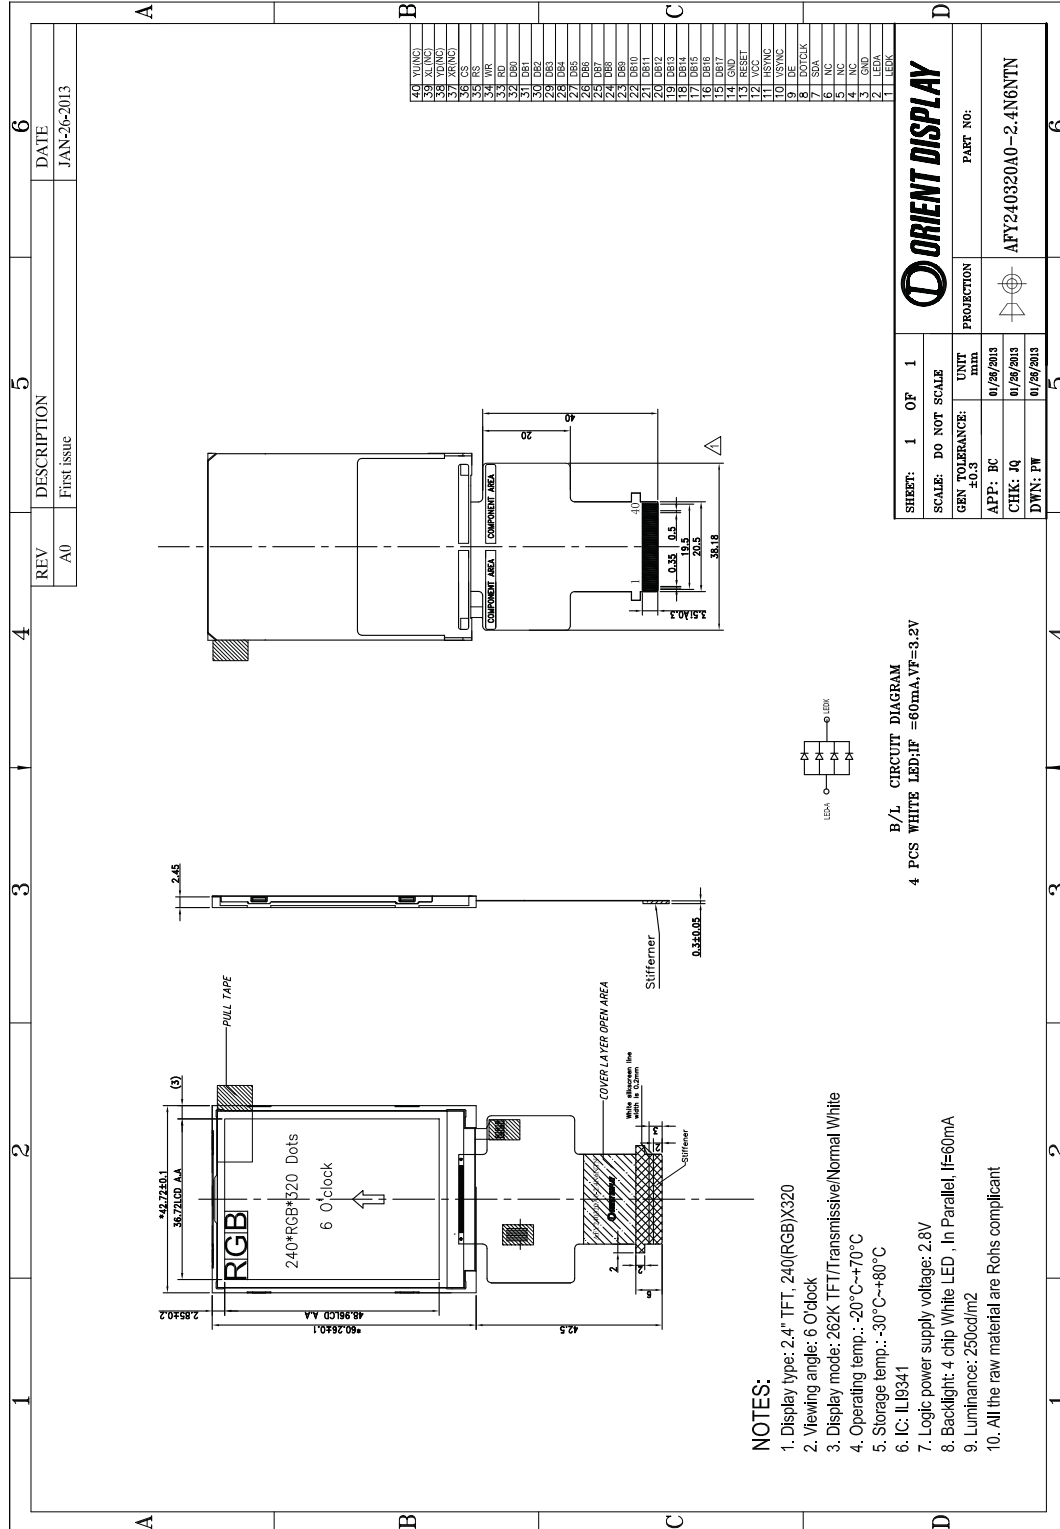 1
2
3
4
5
6
A
B
C
D
REV DESCRIPTION DATE
A0 First issue JAN-26-2013
*42.72±0.1
36.72LCD A.A
(3)
PULL TAPE
RGB
240*RGB*320 Dots
6 O'clock
2.85±0.2
48.96LCD A.A
*60.26±0.1
42.5
COVER LAYER OPEN AREA
White silkscreen line
width is 0.2mm
Stiffener
2
2.45
Stifferner
0.3±0.05
COMPONENT AREA
COMPONENT AREA
20
40
1
40
0.35
0.5
19.5
20.5
38.18
40 YU(NC)
39 XL(NC)
38 YD(NC)
37 XR(NC)
36 CS
35 RS
34 WR
33 RD
32 DB0
31 DB1
30 DB2
29 DB3
28 DB4
27 DB5
26 DB6
25 DB7
24 DB8
23 DB9
22 DB10
21 DB11
20 DB12
19 DB13
18 DB14
17 DB15
16 DB16
15 DB17
14 GND
13 RESET
12 VCC
11 HSYNC
10 VSYNC
9 DE
8 DOTCLK
7 SDA
6 NC
5 NC
4 NC
3 GND
2 LEDA
1 LEDK
LED-A
LEDK
B/L CIRCUIT DIAGRAM
4 PCS WHITE LED;IF =60mA,VF=3.2V
NOTES:
1. Display type: 2.4" TFT, 240(RGB)X320
2. Viewing angle: 6 O'clock
3. Display mode: 262K TFT/Transmissive/Normal White
4. Operating temp.: -20°C~+70°C
5. Storage temp.: -30°C~+80°C
6. IC: ILI9341
7. Logic power supply voltage: 2.8V
8. Backlight: 4 chip White LED , In Parallel, If=60mA
9. Luminance: 250cd/m2
10. All the raw material are Rohs complicant
SHEET: 1 OF 1
SCALE: DO NOT SCALE
GEN TOLERANCE: ±0.3
UNIT mm
PROJECTION
PART NO:
APP: BC 01/26/2013
CHK: JQ 01/26/2013
DWN: PW 01/26/2013
ORIENT DISPLAY
AFY240320A0-2.4N6NTN
1
2
3
4
5
6
A
B
C
D